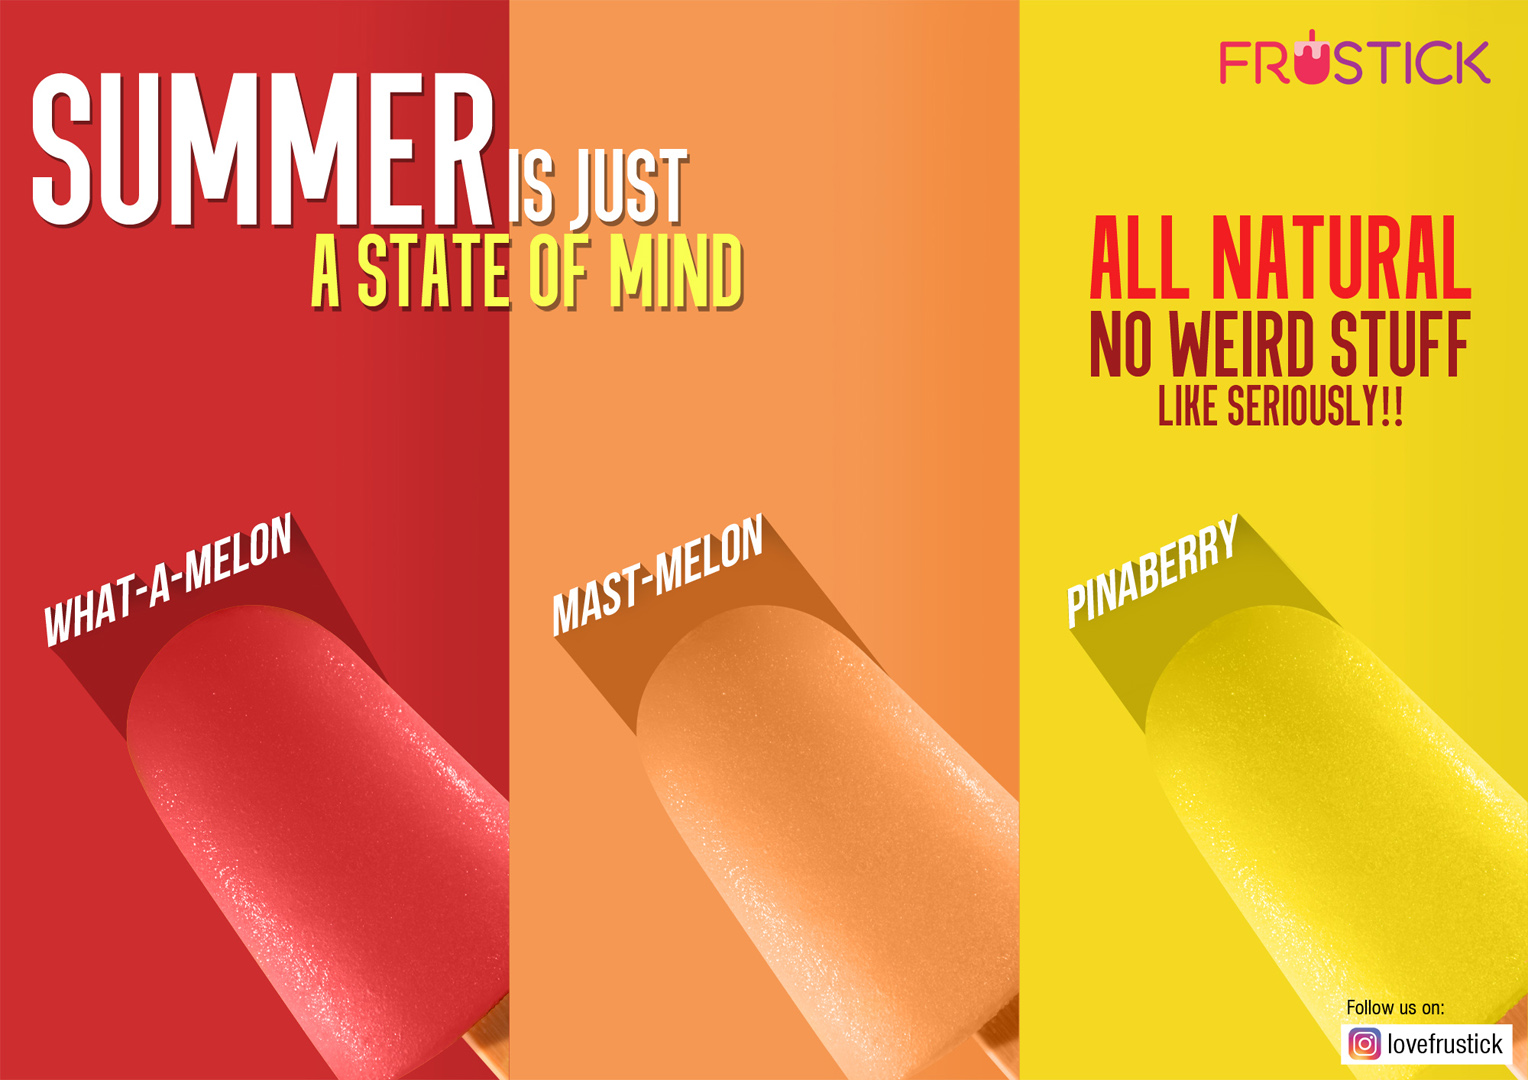 FRUSTICK
SUMMER IS JUST
A STATE OF MIND
ALL NATURAL
NO WEIRD STUFF
LIKE SERIOUSLY!!
WHAT-A-MELON
MAST-MELON
PINABERRY
Follow us on:
lovefrustick